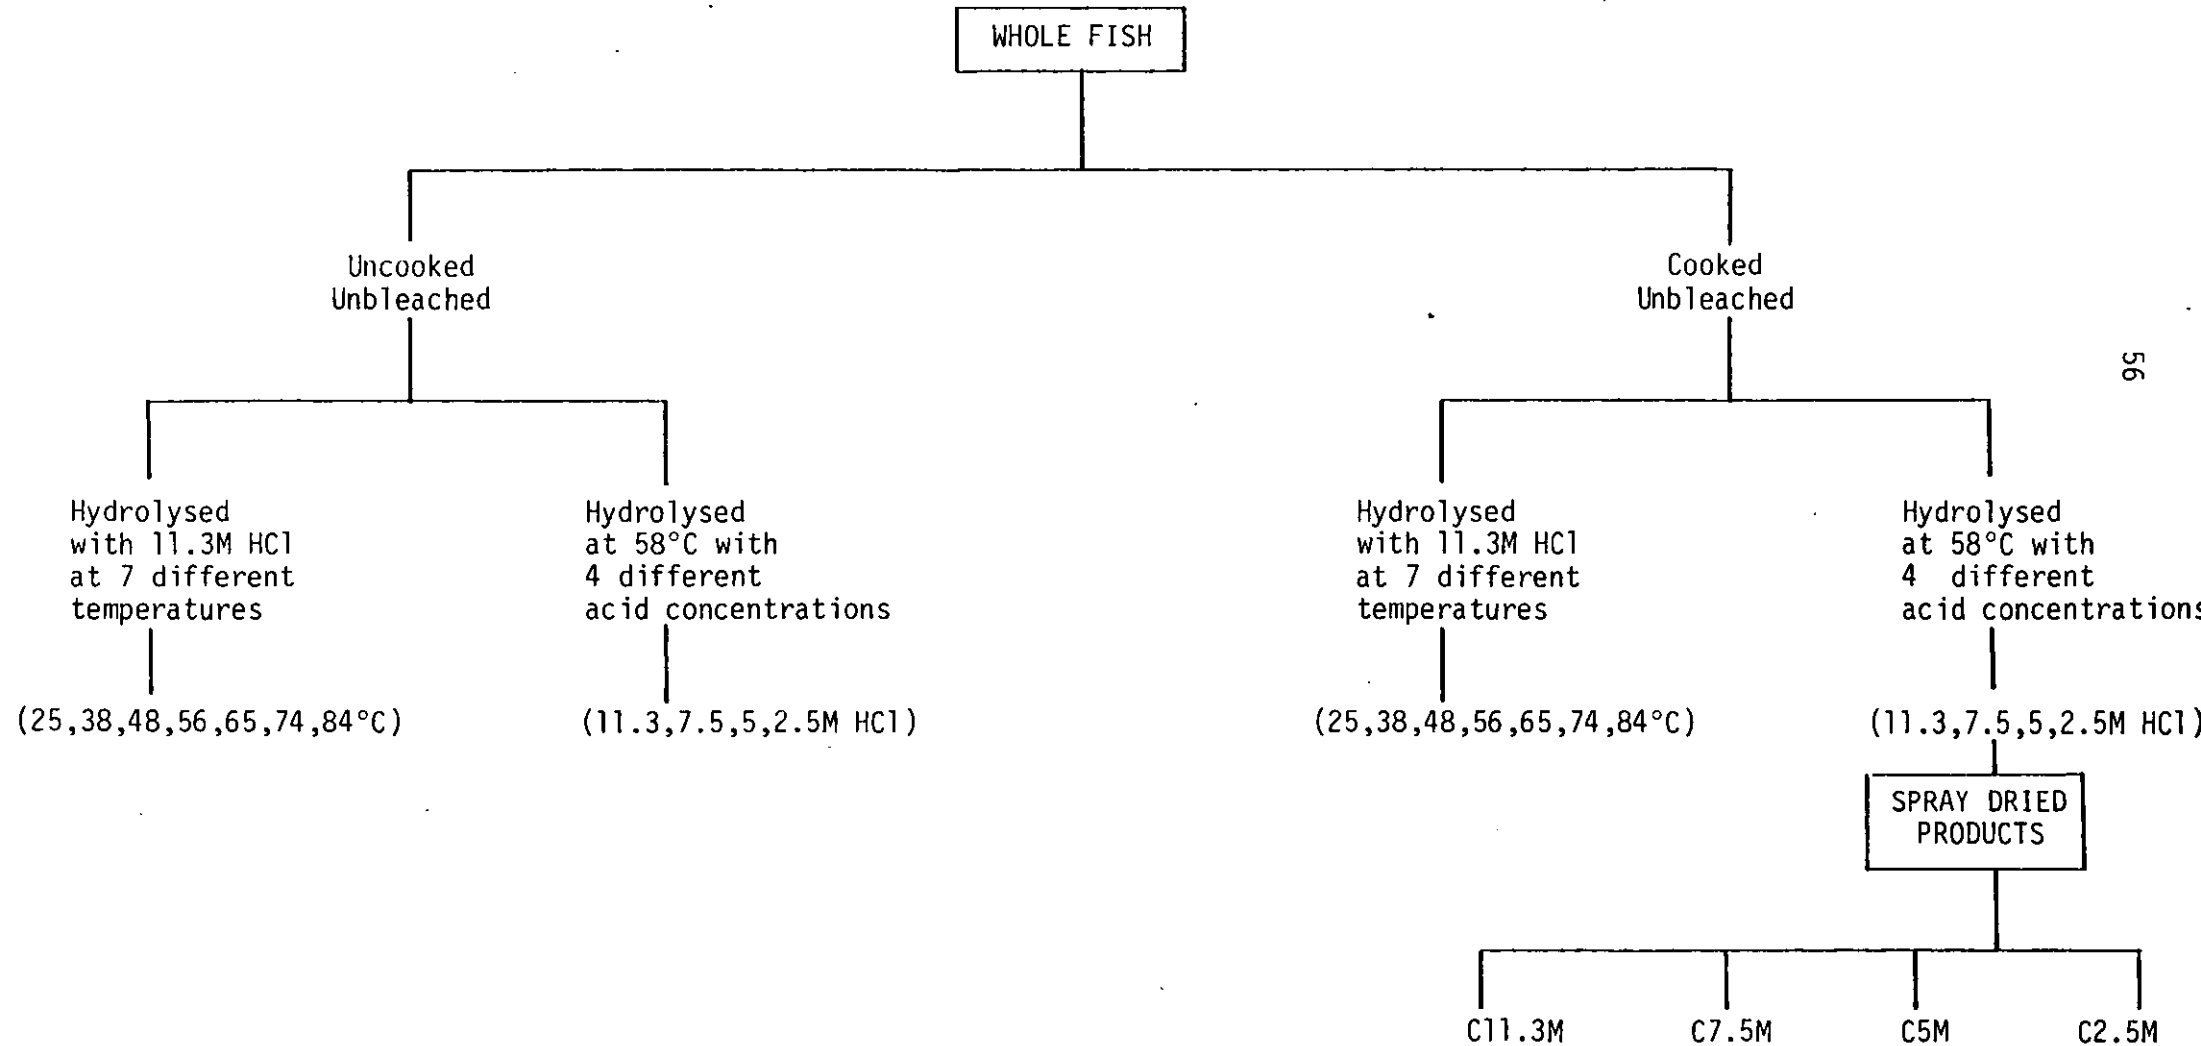 WHOLE FISH
Uncooked
Unbleached
Cooked
Unbleached
56
Hydrolysed
with 11.3M HCl
at 7 different
temperatures
Hydrolysed
at 58°C with
4 different
acid concentrations
Hydrolysed
with 11.3M HCl
at 7 different
temperatures
Hydrolysed
at 58°C with
4 different
acid concentrations
(25,38,48,56,65,74,84°C)
(11.3,7.5,5,2.5M HCl)
(25,38,48,56,65,74,84°C)
(11.3,7.5,5,2.5M HCl)
SPRAY DRIED
PRODUCTS
C11.3M
C7.5M
C5M
C2.5M